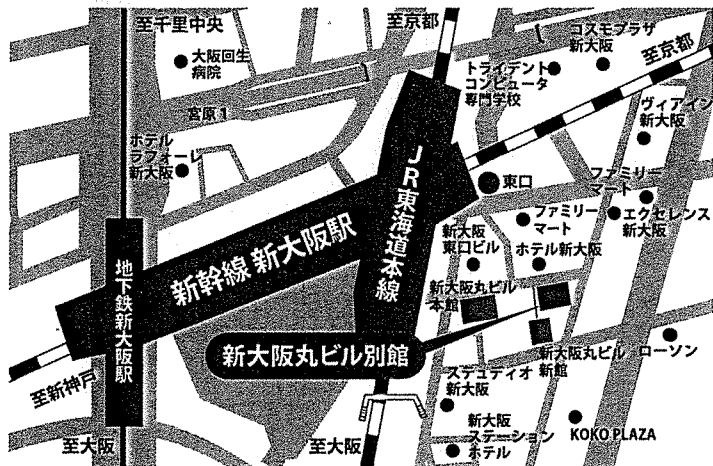 至千里中央
至京都
コスモプラザ
新大阪
至京都
大阪回生
病院
トライデント
コンピュータ
専門学校
宮原1
ヴィアイン
新大阪
ホテル
ラフォーレ
新大阪
JR東海道本線
東口
ファミリー
マート
ファミリー
マート
エクセレンス
新大阪
新幹線 新大阪駅
新大阪
東口ビル
ホテル新大阪
地下鉄新大阪駅
新大阪丸ビル
本館
新大阪丸ビル別館
新大阪丸ビル
新館
ローソン
至新神戸
ステュディオ
新大阪
新大阪
ステーション
ホテル
KOKO PLAZA
至大阪
至大阪